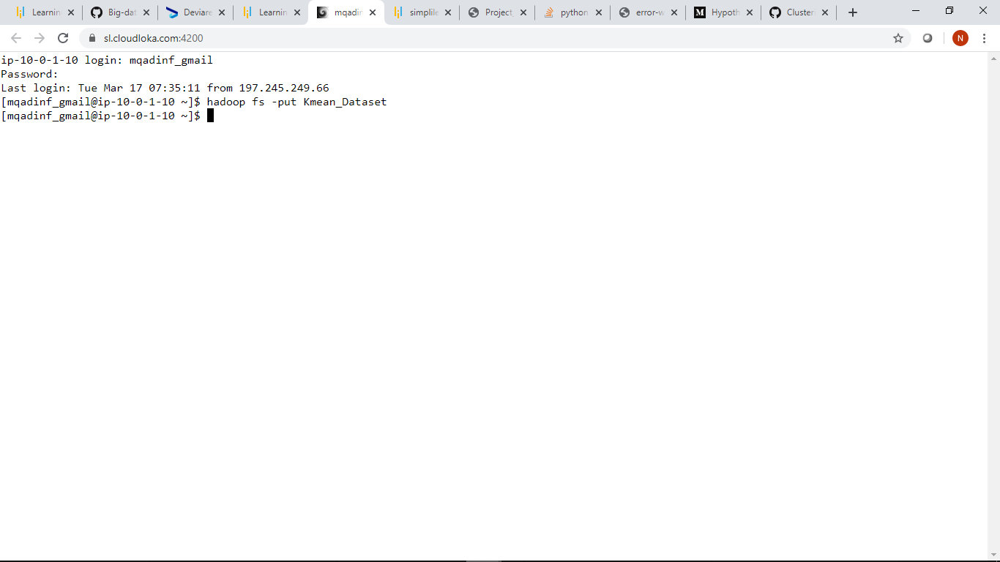 Learnin Big-dat Deviare Learnin mqadin simplile Project_ python error-w Hypoth Cluster
sl.cloudloka.com:4200
N
ip-10-0-1-10 login: mqadinf_gmail
Password:
Last login: Tue Mar 17 07:35:11 from 197.245.249.66
[mqadinf_gmail@ip-10-0-1-10 ~]$ hadoop fs -put Kmean_Dataset
[mqadinf_gmail@ip-10-0-1-10 ~]$